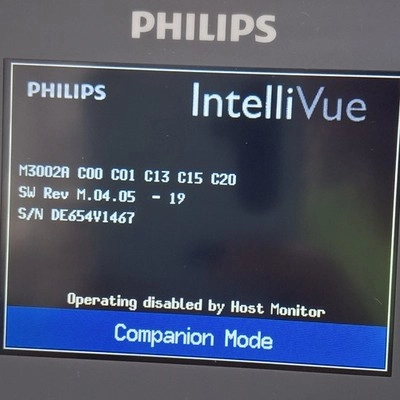 PHILIPS
PHILIPS IntelliVue
M3002A C00 C01 C13 C15 C20
SW Rev M.04.05 - 19
S/N DE654V1467
Operating disabled by Host Monitor
Companion Mode